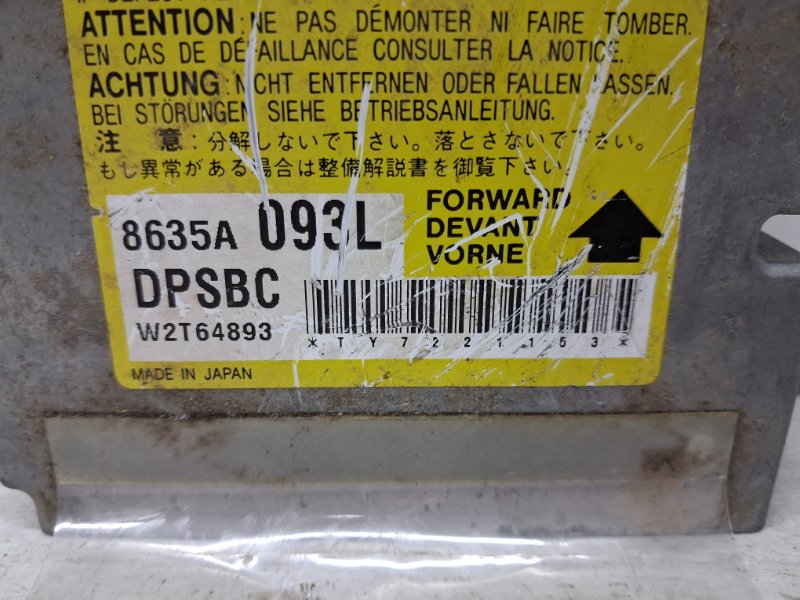 ATTENTION: NE PAS DÉMONTER NI FAIRE TOMBER.
EN CAS DE DÉFAILLANCE CONSULTER LA NOTICE.
ACHTUNG: NICHT ENTFERNEN ODER FALLEN LASSEN.
BEI STÖRUNGEN SIEHE BETRIEBSANLEITUNG.
注 意:分解しないで下さい。落とさないで下さい。
もし異常がある場合は整備解説書を御覧下さい。
8635A 093L
DPSBC
W2T64893
FORWARD
DEVANT
VORNE
*TY7221153*
MADE IN JAPAN